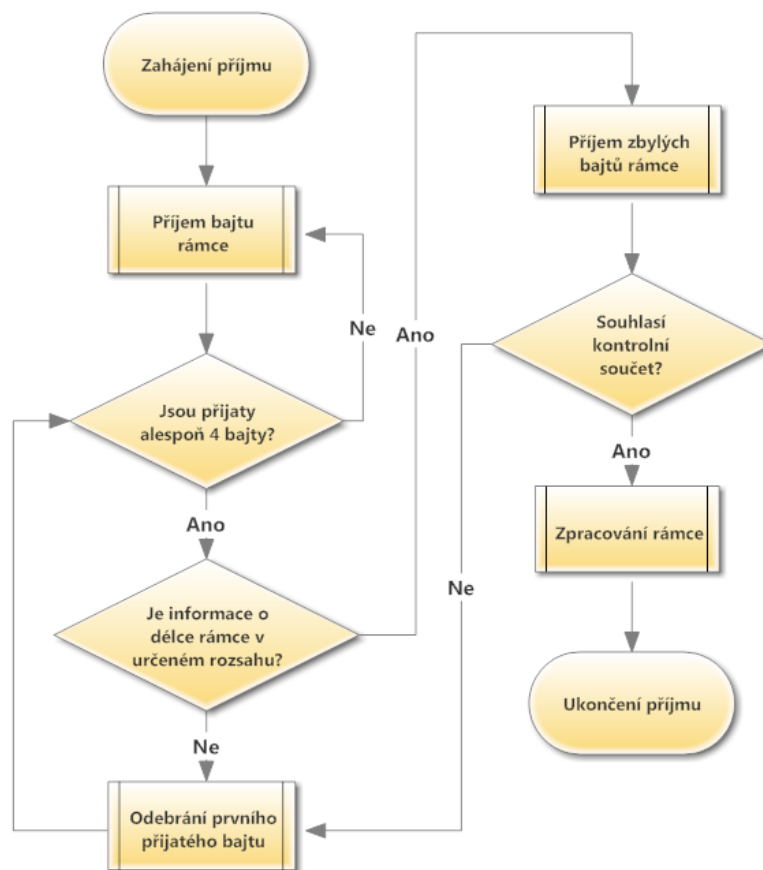 Zahájení příjmu
Příjem bajtu
rámce
Ne
Jsou přijaty
alespoň 4 bajty?
Ano
Je informace o
délce rámce v
určeném rozsahu?
Ne
Odebrání prvního
přijatého bajtu
Ano
Příjem zbylých
bajtů rámce
Souhlasí
kontrolní
součet?
Ano
Ne
Zpracování rámce
Ukončení příjmu